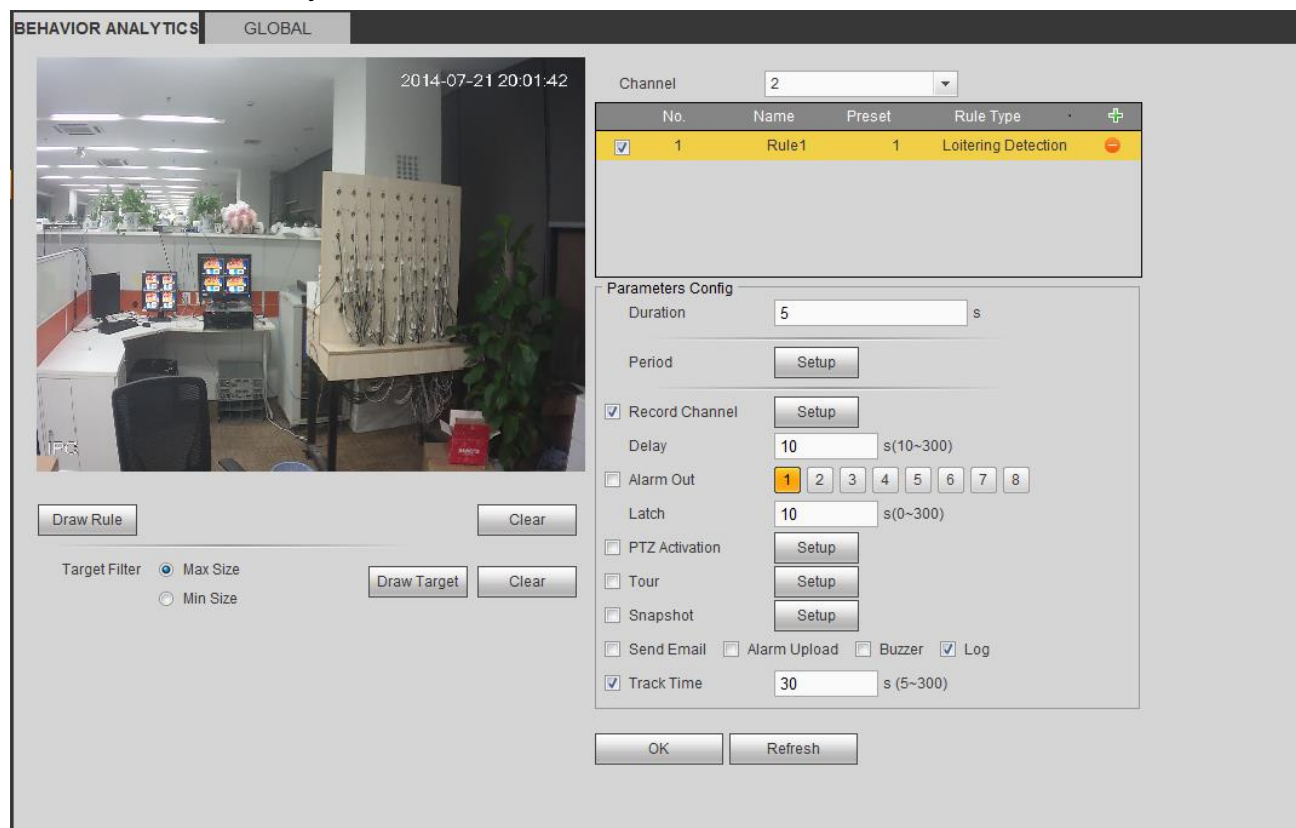 BEHAVIOR ANALYTICS GLOBAL
2014-07-21 20:01:42
IPC
Draw Rule Clear
Target Filter Max Size Draw Target Clear
Min Size
Channel 2
No. Name Preset Rule Type
1 Rule1 1 Loitering Detection
Parameters Config
Duration 5 s
Period Setup
Record Channel Setup
Delay 10 s(10~300)
Alarm Out 1 2 3 4 5 6 7 8
Latch 10 s(0~300)
PTZ Activation Setup
Tour Setup
Snapshot Setup
Send Email Alarm Upload Buzzer Log
Track Time 30 s (5~300)
OK Refresh